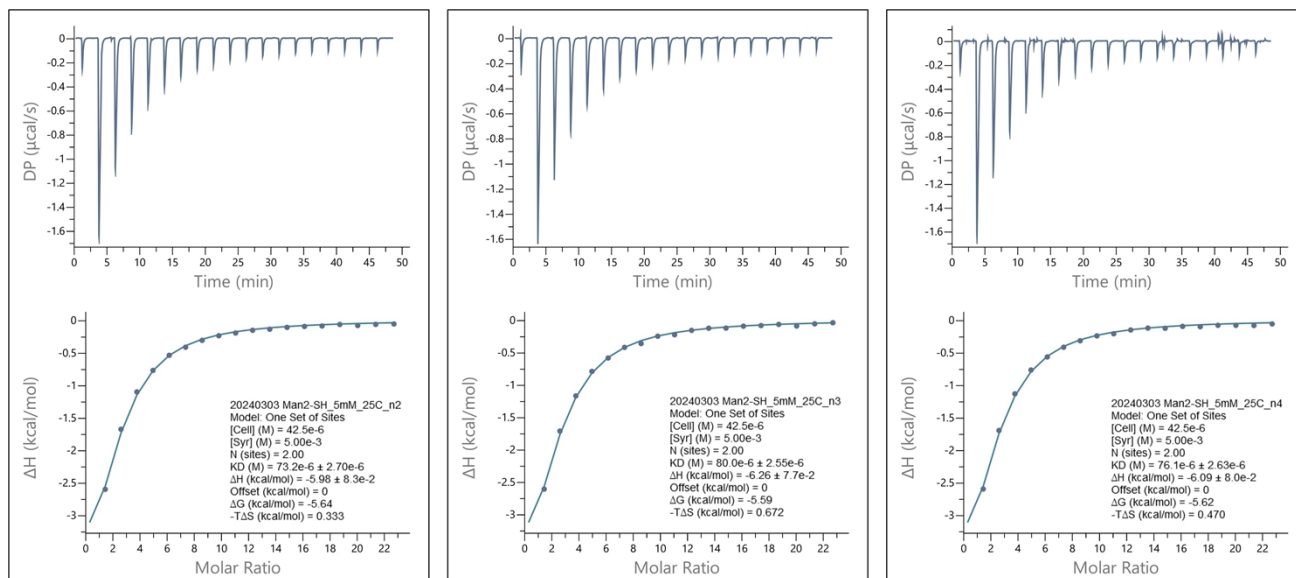 0
-0.2
-0.4
-0.6
-0.8
-1
-1.2
-1.4
-1.6
DP (μcal/s)
0 5 10 15 20 25 30 35 40 45 50
Time (min)
0
-0.5
-1
-1.5
-2
-2.5
-3
ΔH (kcal/mol)
20240303 Man2-SH_5mM_25C_n2
Model: One Set of Sites
[Cell] (M) = 42.5e-6
[Syr] (M) = 5.00e-3
N (sites) = 2.00
KD (M) = 73.2e-6 ± 2.70e-6
ΔH (kcal/mol) = -5.98 ± 8.3e-2
Offset (kcal/mol) = 0
ΔG (kcal/mol) = -5.64
-TΔS (kcal/mol) = 0.333
0 2 4 6 8 10 12 14 16 18 20 22
Molar Ratio
0
-0.2
-0.4
-0.6
-0.8
-1
-1.2
-1.4
-1.6
DP (μcal/s)
0 5 10 15 20 25 30 35 40 45 50
Time (min)
0
-0.5
-1
-1.5
-2
-2.5
-3
ΔH (kcal/mol)
20240303 Man2-SH_5mM_25C_n3
Model: One Set of Sites
[Cell] (M) = 42.5e-6
[Syr] (M) = 5.00e-3
N (sites) = 2.00
KD (M) = 80.0e-6 ± 2.55e-6
ΔH (kcal/mol) = -6.26 ± 7.7e-2
Offset (kcal/mol) = 0
ΔG (kcal/mol) = -5.59
-TΔS (kcal/mol) = 0.672
0 2 4 6 8 10 12 14 16 18 20 22
Molar Ratio
0
-0.2
-0.4
-0.6
-0.8
-1
-1.2
-1.4
-1.6
DP (μcal/s)
0 5 10 15 20 25 30 35 40 45 50
Time (min)
0
-0.5
-1
-1.5
-2
-2.5
-3
ΔH (kcal/mol)
20240303 Man2-SH_5mM_25C_n4
Model: One Set of Sites
[Cell] (M) = 42.5e-6
[Syr] (M) = 5.00e-3
N (sites) = 2.00
KD (M) = 76.1e-6 ± 2.63e-6
ΔH (kcal/mol) = -6.09 ± 8.0e-2
Offset (kcal/mol) = 0
ΔG (kcal/mol) = -5.62
-TΔS (kcal/mol) = 0.470
0 2 4 6 8 10 12 14 16 18 20 22
Molar Ratio